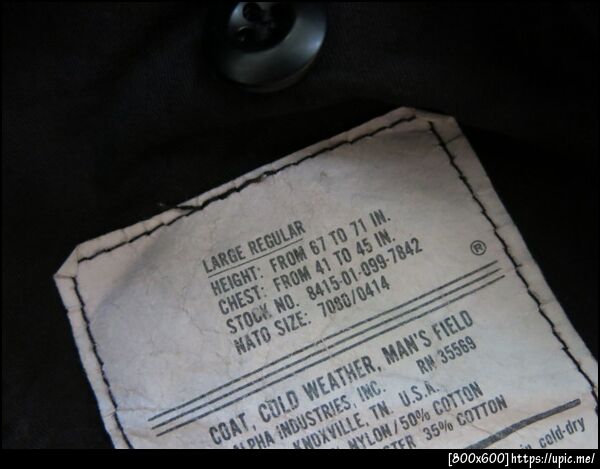 LARGE REGULAR
HEIGHT: FROM 67 TO 71 IN.
CHEST: FROM 41 TO 45 IN.
STOCK NO. 8415-01-099-7842
NATO SIZE: 7080/0414
®
COAT, COLD WEATHER, MAN'S FIELD
ALPHA INDUSTRIES, INC. RN 35569
KNOXVILLE, TN. U.S.A.
NYLON/50% COTTON
35% COTTON
cold-dry
[800x600]https://upic.me/